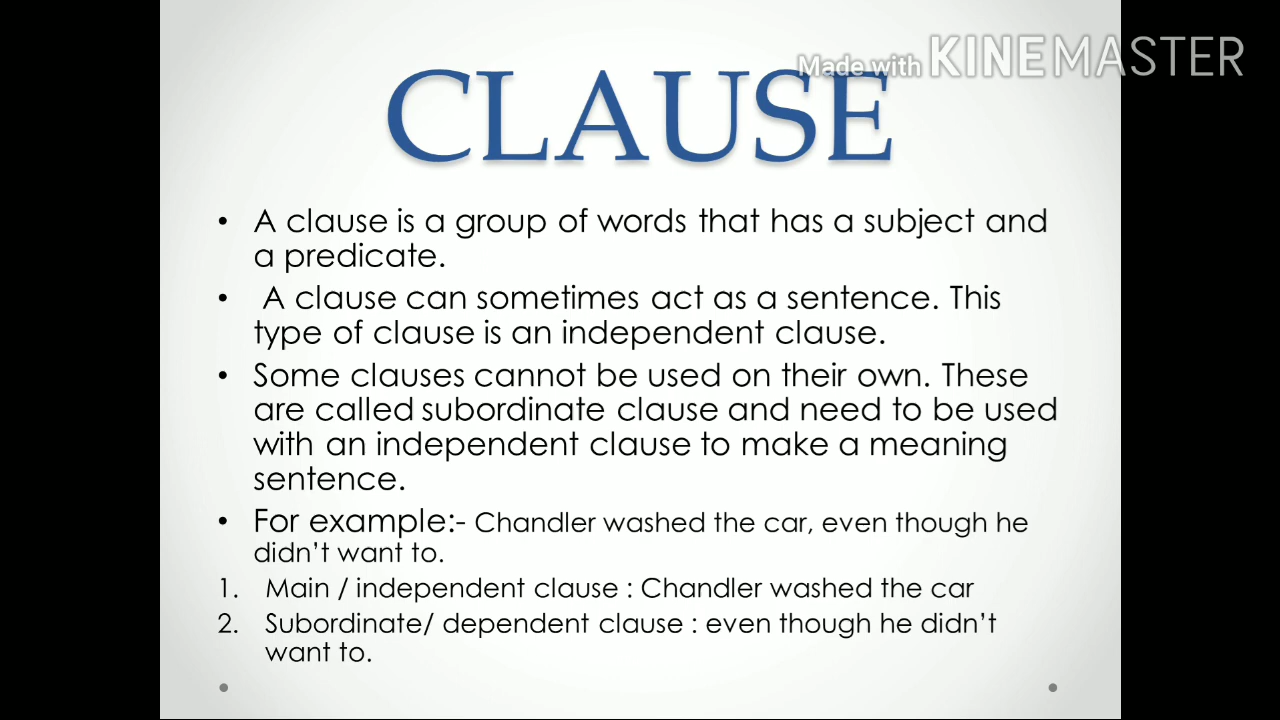 Made with KINEMASTER
CLAUSE
• A clause is a group of words that has a subject and
a predicate.
• A clause can sometimes act as a sentence. This
type of clause is an independent clause.
• Some clauses cannot be used on their own. These
are called subordinate clause and need to be used
with an independent clause to make a meaning
sentence.
• For example:- Chandler washed the car, even though he
didn't want to.
1. Main / independent clause : Chandler washed the car
2. Subordinate/ dependent clause : even though he didn't
want to.